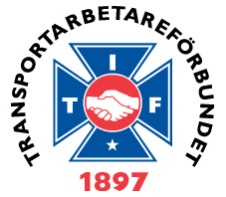 TRANSPORTARBETAREFÖRBUNDET
I
T F
1897